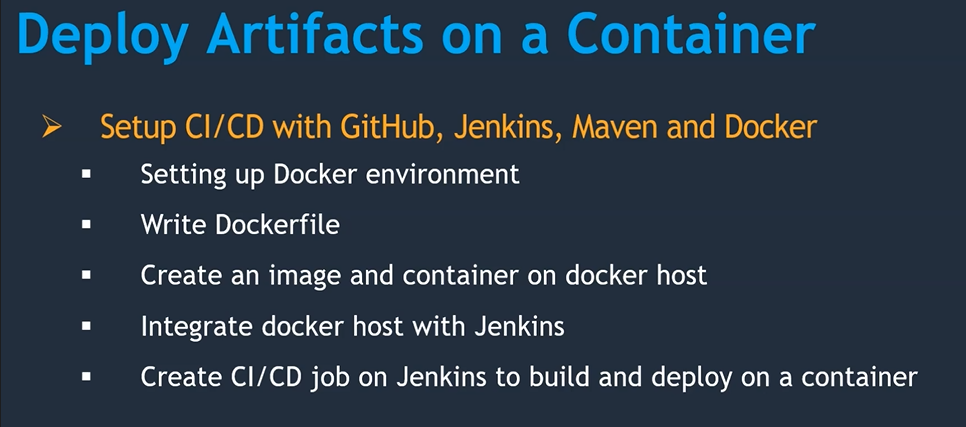 Deploy Artifacts on a Container
Setup CI/CD with GitHub, Jenkins, Maven and Docker
Setting up Docker environment
Write Dockerfile
Create an image and container on docker host
Integrate docker host with Jenkins
Create CI/CD job on Jenkins to build and deploy on a container